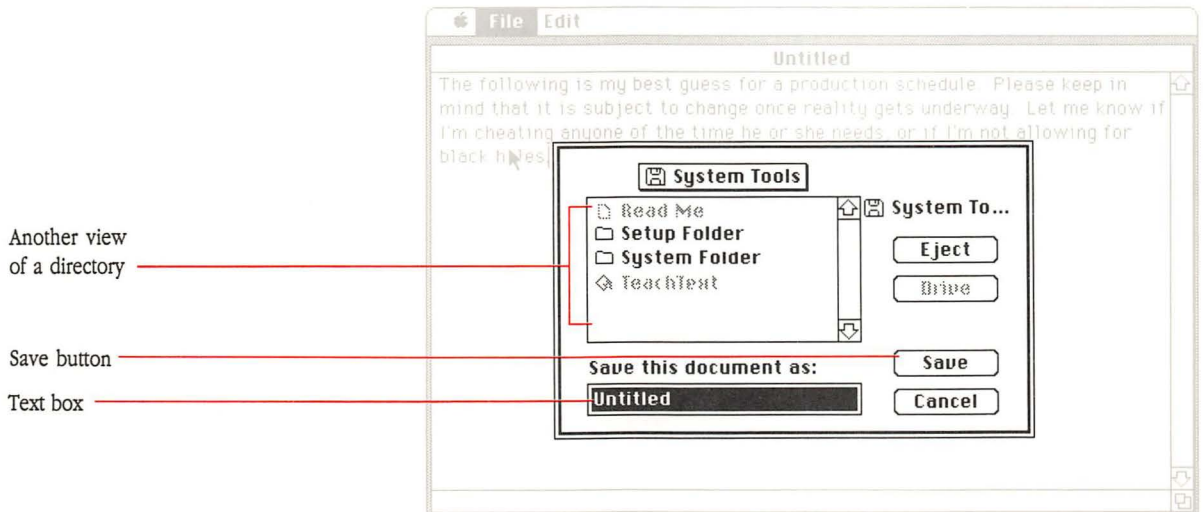 File Edit
Untitled
The following is my best guess for a production schedule. Please keep in
mind that it is subject to change once reality gets underway. Let me know if
I'm cheating anyone of the time he or she needs, or if I'm not allowing for
black holes.
System Tools
Read Me
Setup Folder
System Folder
TeachText
System To...
Eject
Drive
Save this document as:
Untitled
Save
Cancel
Another view
of a directory
Save button
Text box